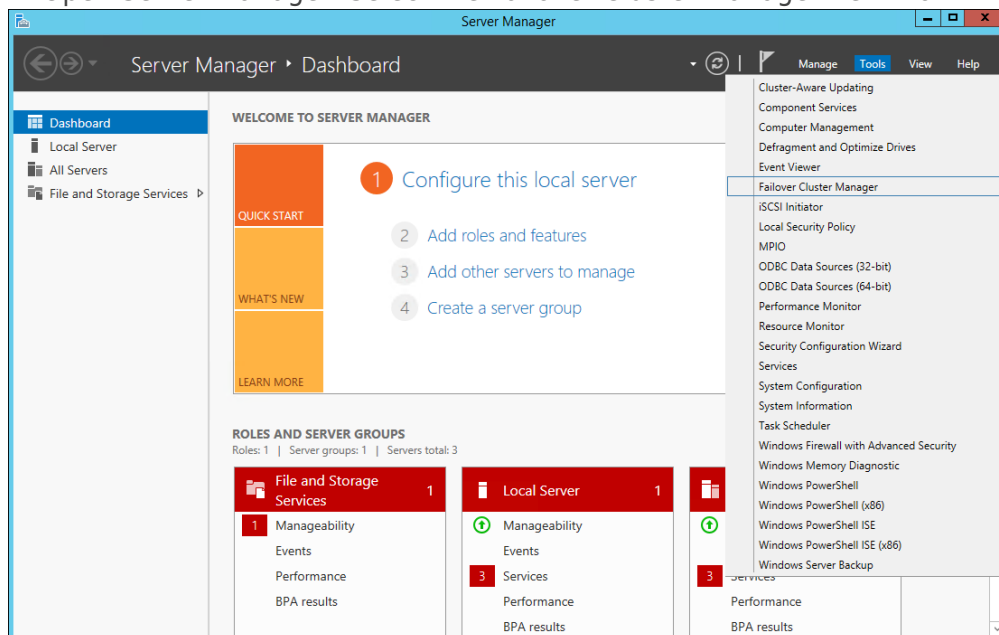 Server Manager
Server Manager • Dashboard
Manage Tools View Help
Dashboard
Local Server
All Servers
File and Storage Services
WELCOME TO SERVER MANAGER
QUICK START
WHAT'S NEW
LEARN MORE
1 Configure this local server
2 Add roles and features
3 Add other servers to manage
4 Create a server group
ROLES AND SERVER GROUPS
Roles: 1 | Server groups: 1 | Servers total: 3
File and Storage
Services 1
1 Manageability
Events
Performance
BPA results
Local Server 1
Manageability
Events
3 Services
Performance
BPA results
3 Services
Performance
BPA results
Cluster-Aware Updating
Component Services
Computer Management
Defragment and Optimize Drives
Event Viewer
Failover Cluster Manager
iSCSI Initiator
Local Security Policy
MPIO
ODBC Data Sources (32-bit)
ODBC Data Sources (64-bit)
Performance Monitor
Resource Monitor
Security Configuration Wizard
Services
System Configuration
System Information
Task Scheduler
Windows Firewall with Advanced Security
Windows Memory Diagnostic
Windows PowerShell
Windows PowerShell (x86)
Windows PowerShell ISE
Windows PowerShell ISE (x86)
Windows Server Backup